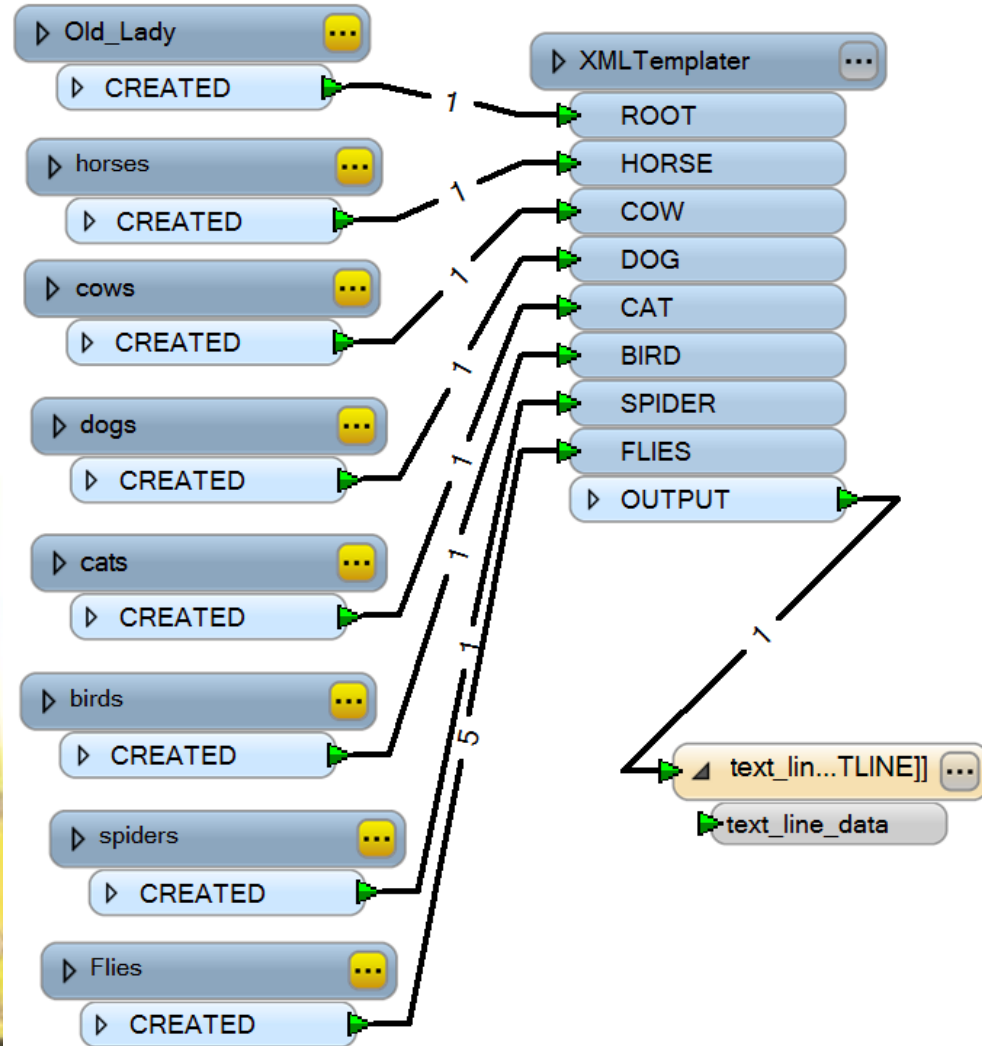 Old_Lady
CREATED
1
horses
CREATED
1
cows
CREATED
1
dogs
CREATED
1
cats
CREATED
1
birds
CREATED
1
spiders
CREATED
1
Flies
CREATED
5
XMLTemplater
ROOT
HORSE
COW
DOG
CAT
BIRD
SPIDER
FLIES
OUTPUT
1
text_lin...TLINE]]
text_line_data